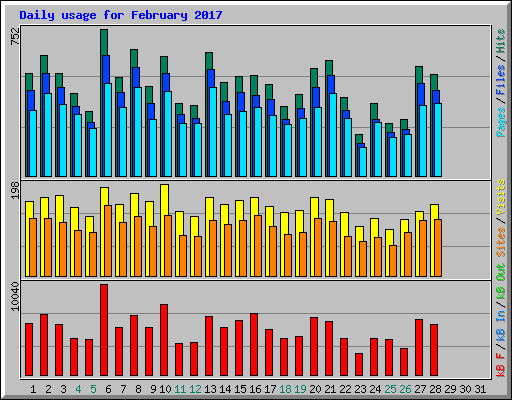 Daily usage for February 2017
752
Pages / Files / Hits
198
Sites / Visits
10040
kB F / kB In / kB Out
1 2 3 4 5 6 7 8 9 10 11 12 13 14 15 16 17 18 19 20 21 22 23 24 25 26 27 28 29 30 31